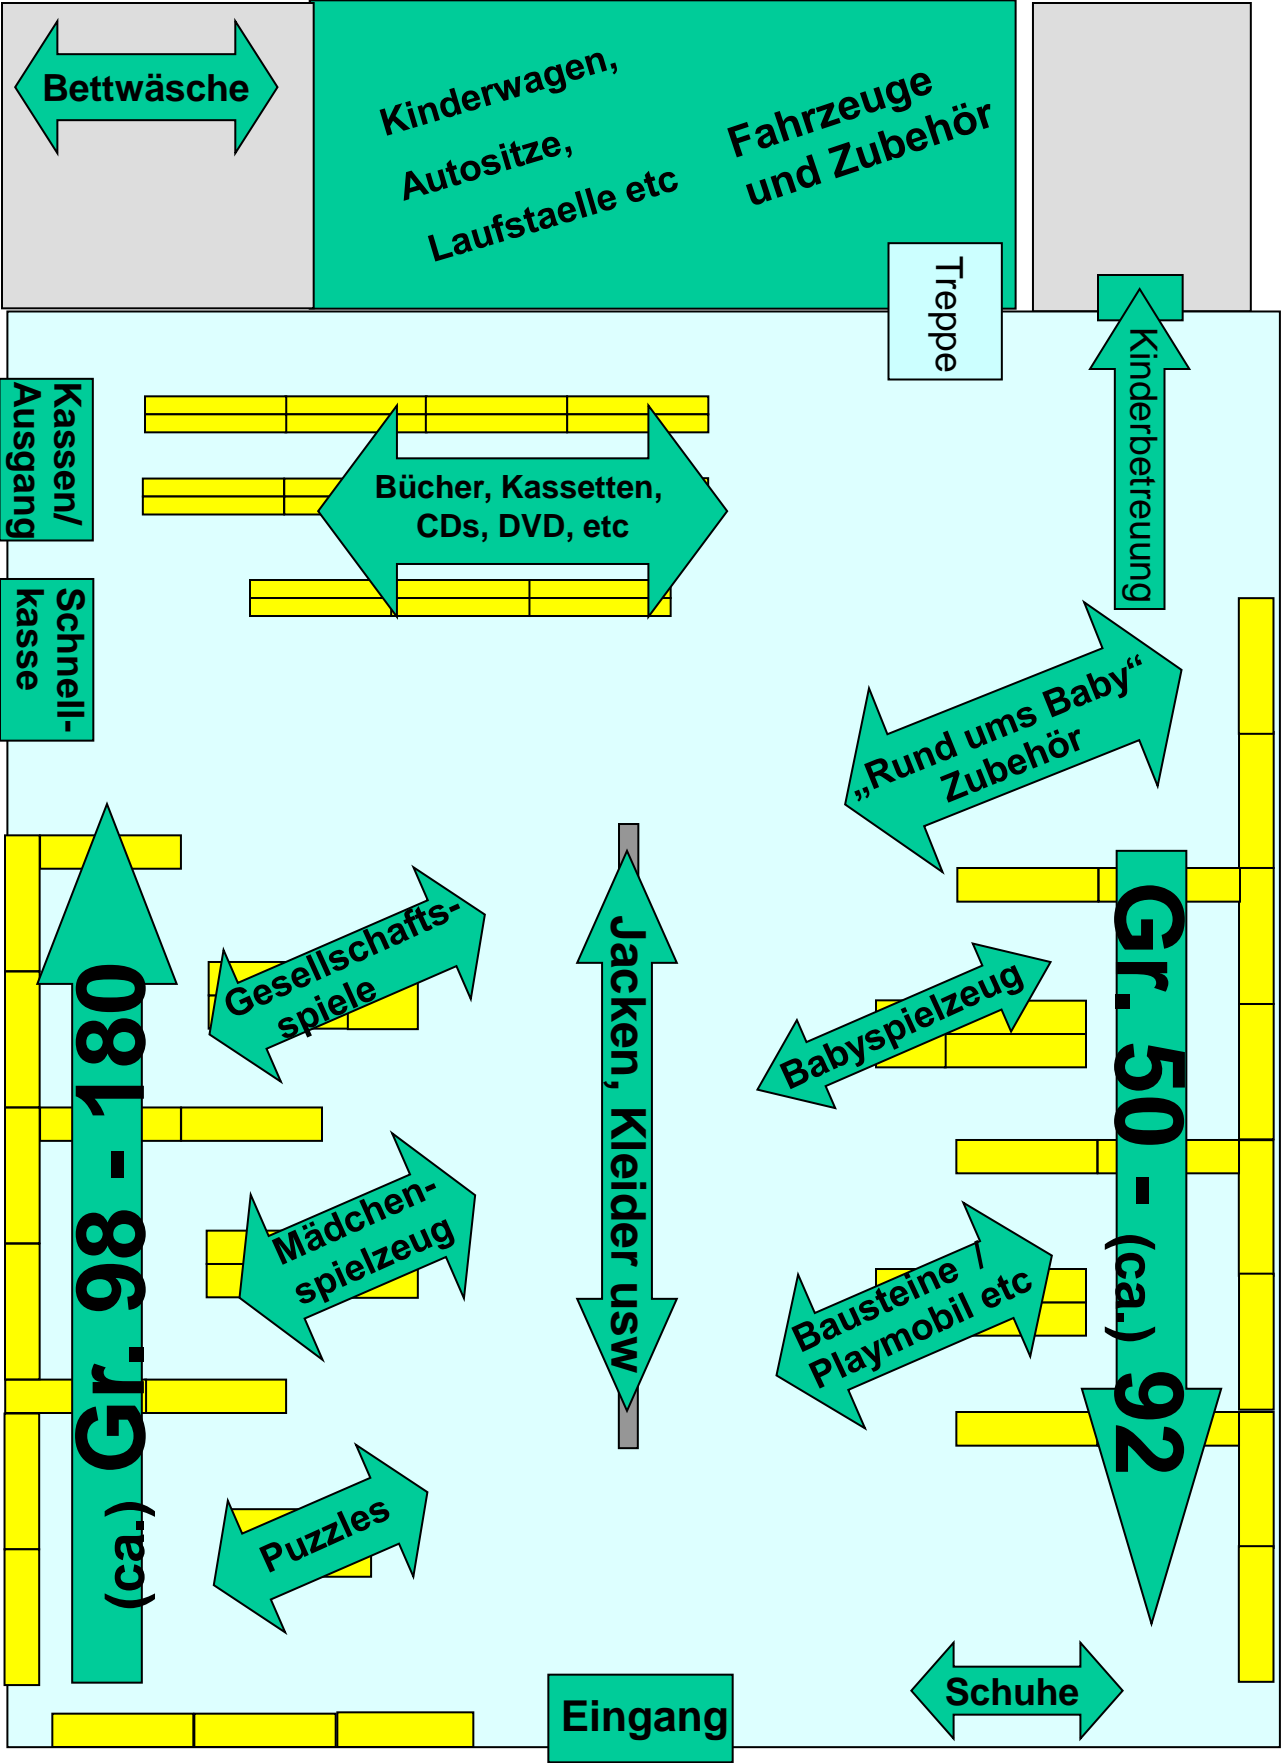 Bettwäsche
Kinderwagen,
Autositze,
Laufstaelle etc
Fahrzeuge
und Zubehör
Treppe
Kinderbetreuung
Kassen/
Ausgang
Bücher, Kassetten,
CDs, DVD, etc
Schnell-
kasse
„Rund ums Baby“
Zubehör
Gesellschafts-
spiele
Jacken, Kleider usw
Babyspielzeug
Gr. 50 - (ca.) 92
(ca.) Gr. 98 - 180
Mädchen-
spielzeug
Bausteine /
Playmobil etc
Puzzles
Schuhe
Eingang